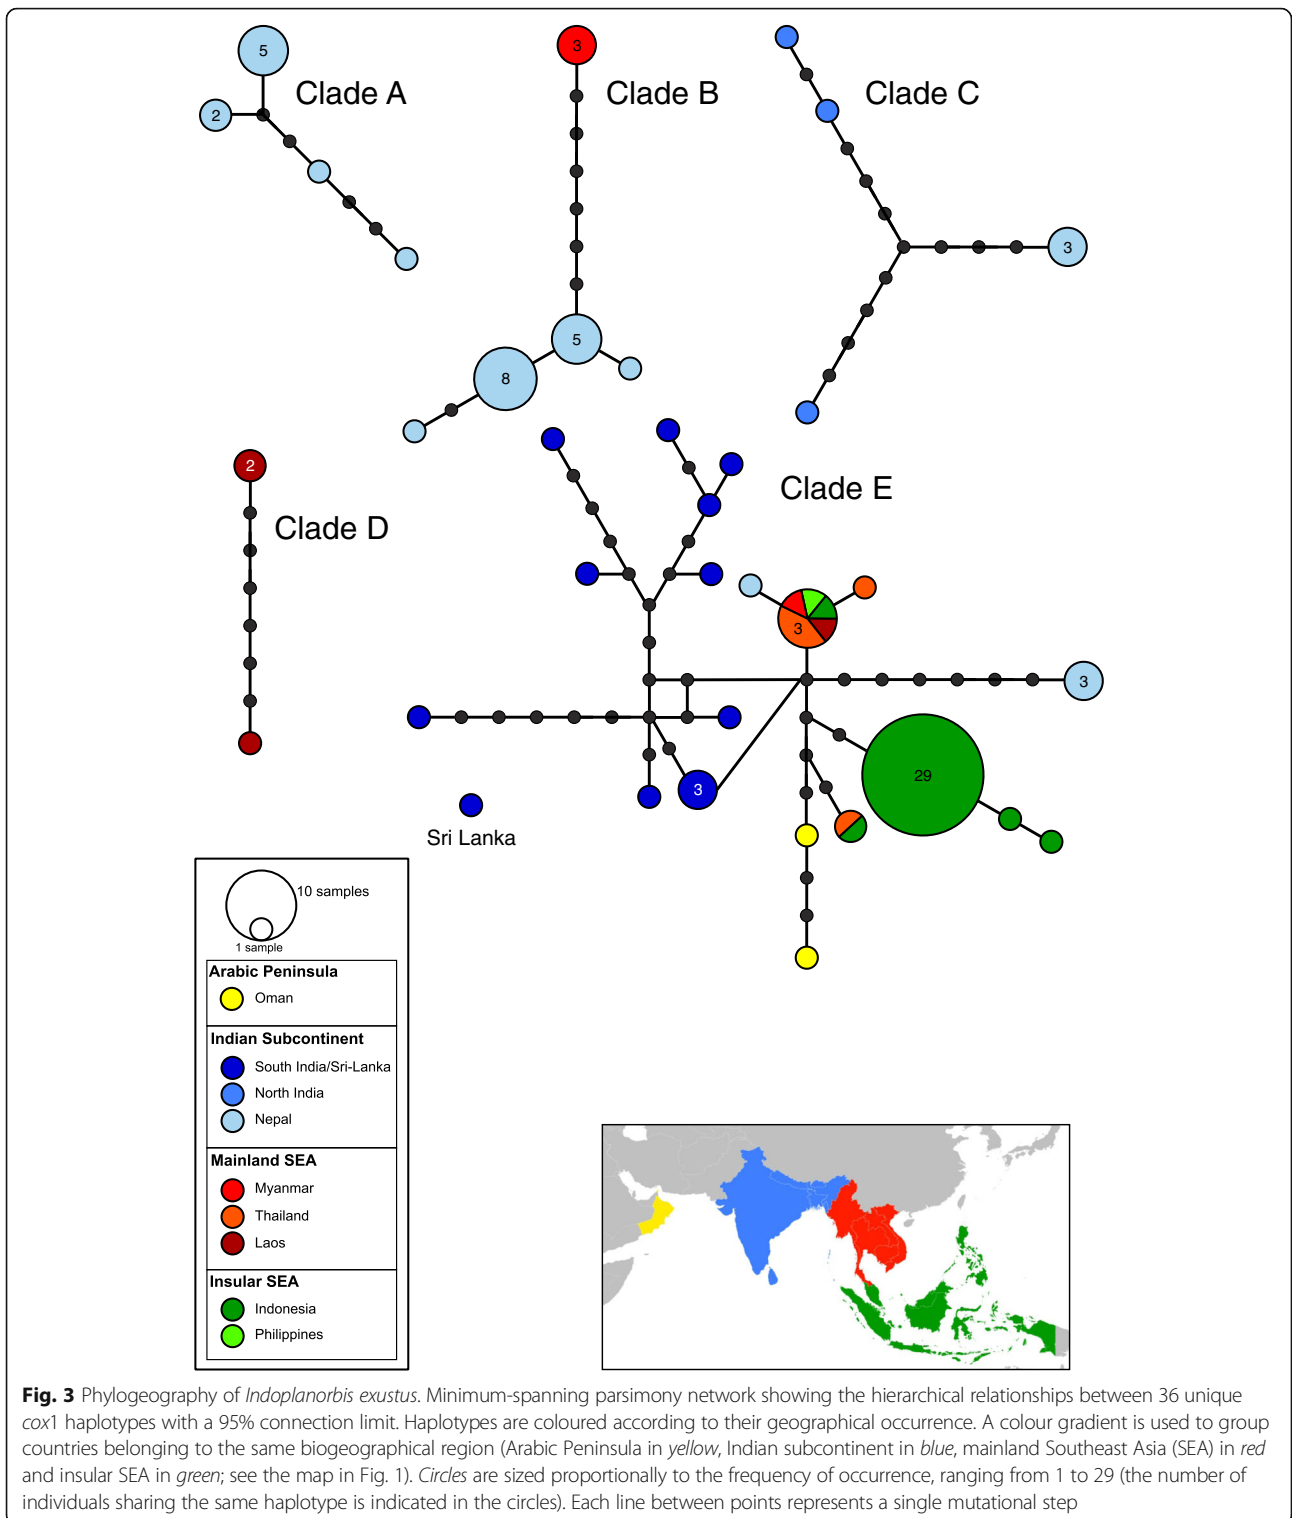 5
Clade A
2
3
Clade B
5
8
Clade C
3
2
Clade D
Clade E
3
3
3
29
Sri Lanka
10 samples
1 sample
Arabic Peninsula
Oman
Indian Subcontinent
South India/Sri-Lanka
North India
Nepal
Mainland SEA
Myanmar
Thailand
Laos
Insular SEA
Indonesia
Philippines
Fig. 3 Phylogeography of Indoplanorbis exustus. Minimum-spanning parsimony network showing the hierarchical relationships between 36 unique
cox1 haplotypes with a 95% connection limit. Haplotypes are coloured according to their geographical occurrence. A colour gradient is used to group
countries belonging to the same biogeographical region (Arabic Peninsula in yellow, Indian subcontinent in blue, mainland Southeast Asia (SEA) in red
and insular SEA in green; see the map in Fig. 1). Circles are sized proportionally to the frequency of occurrence, ranging from 1 to 29 (the number of
individuals sharing the same haplotype is indicated in the circles). Each line between points represents a single mutational step